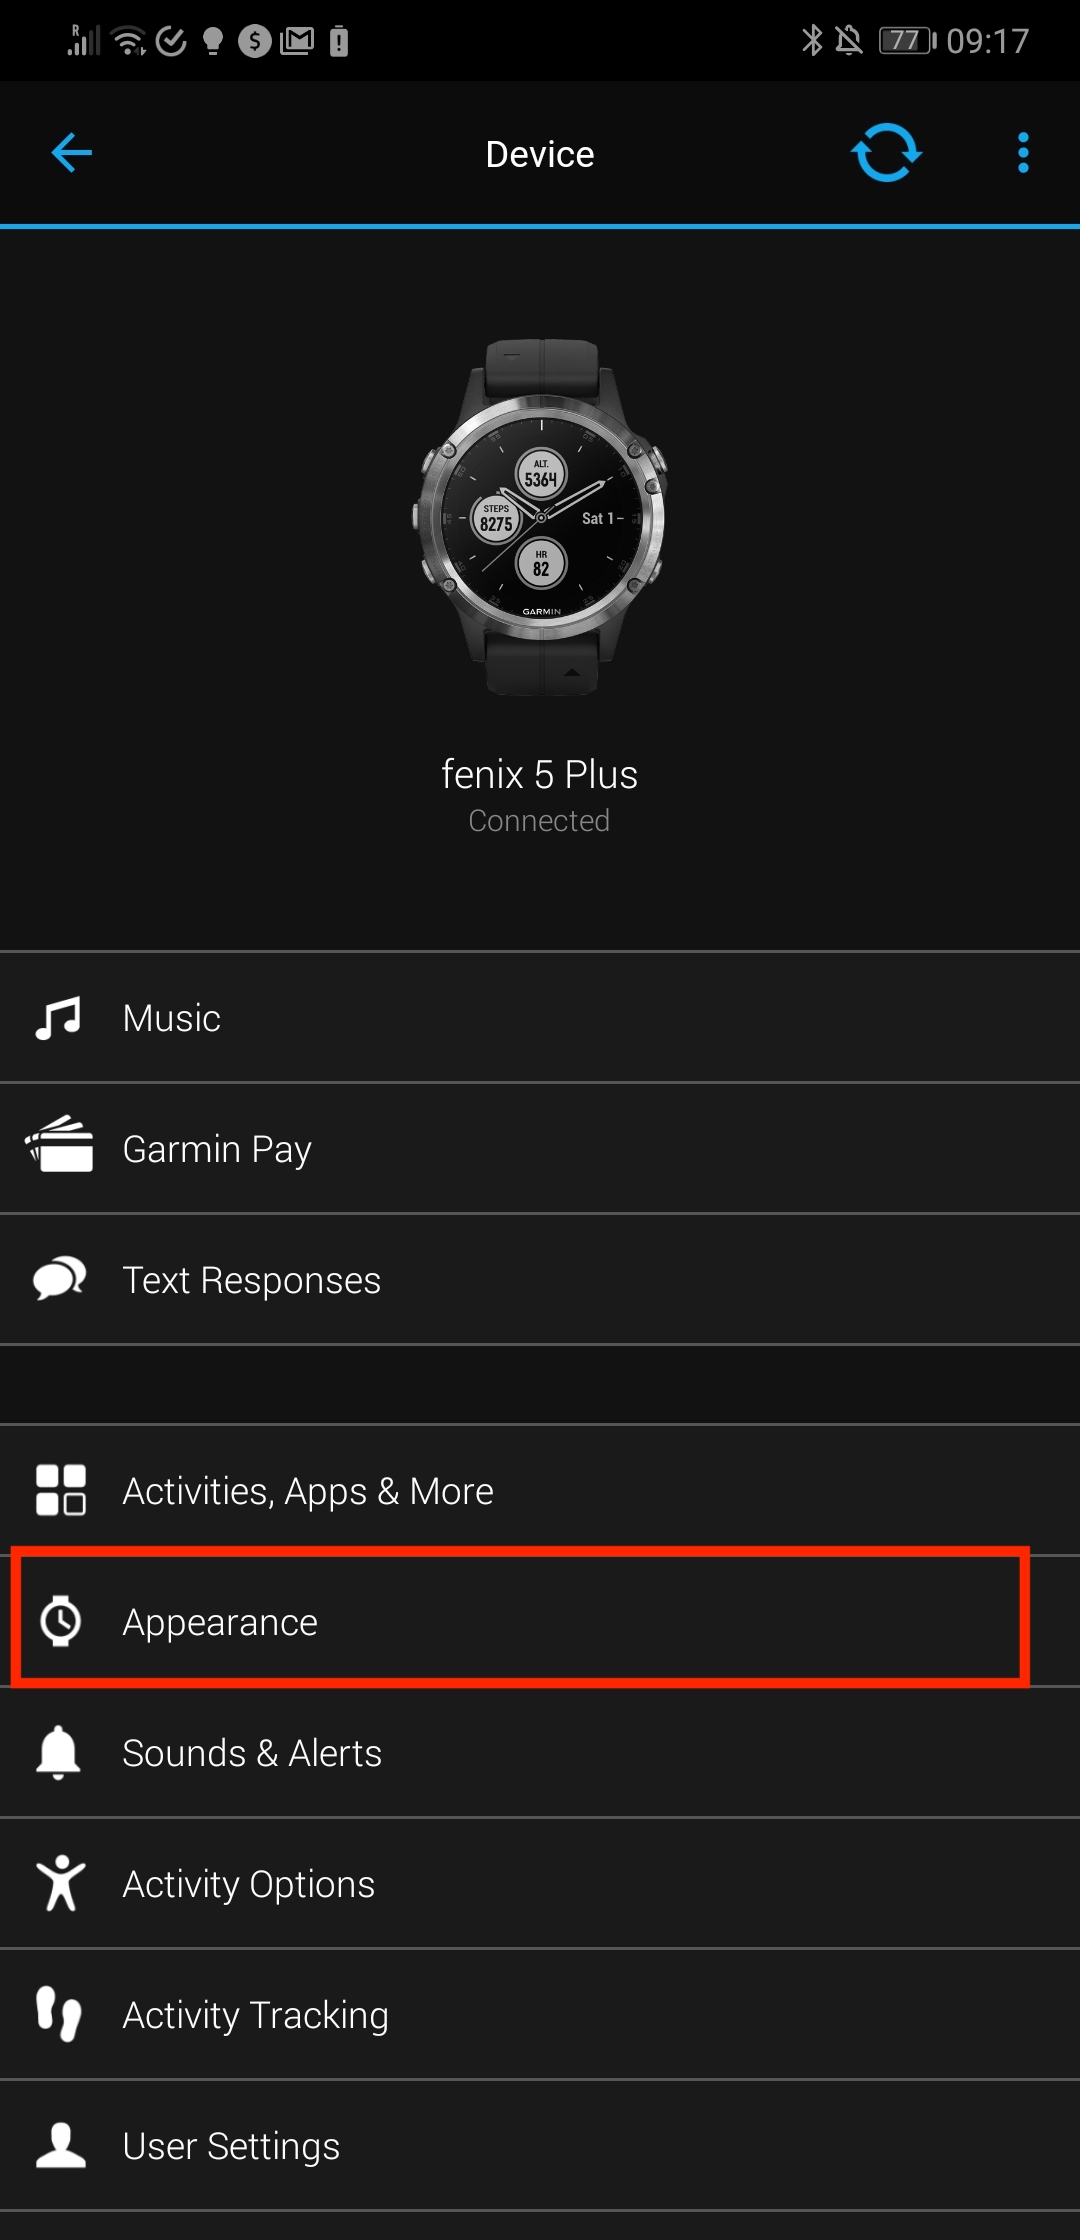 R 77 09:17
Device
ALT.
5364
STEPS
8275
Sat 1
HR
82
GARMIN
fenix 5 Plus
Connected
Music
Garmin Pay
Text Responses
Activities, Apps & More
Appearance
Sounds & Alerts
Activity Options
Activity Tracking
User Settings